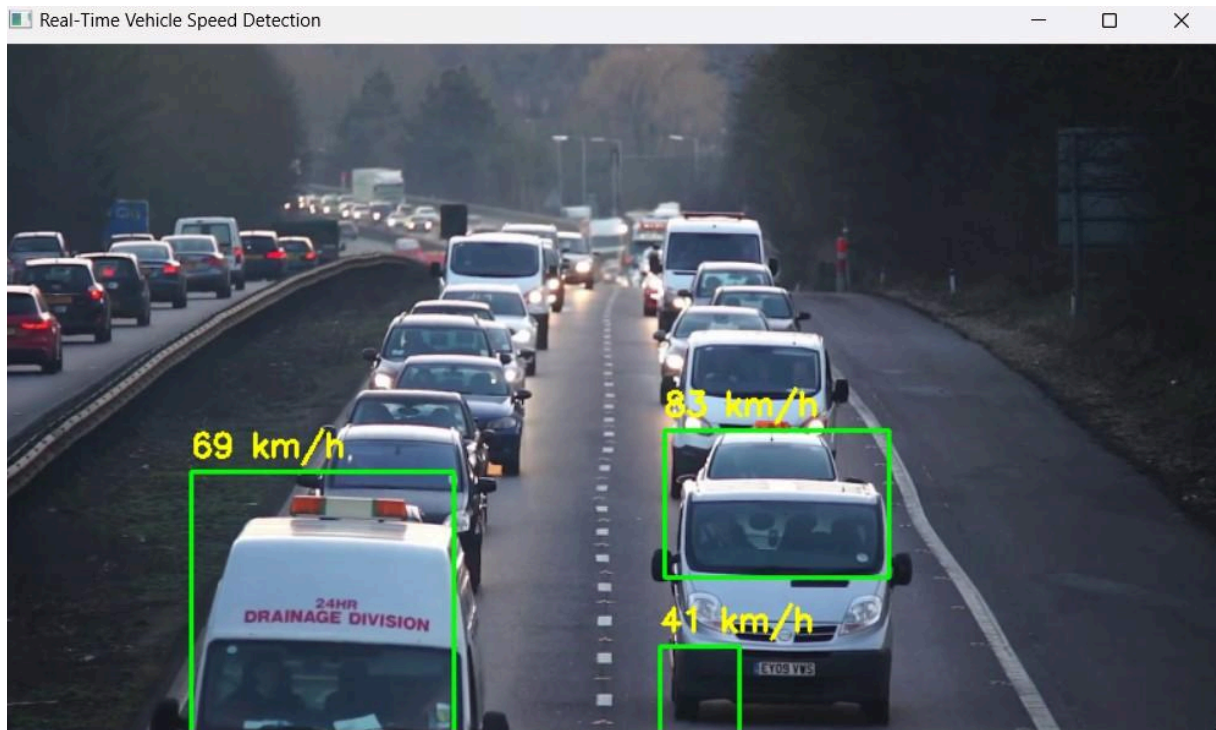 Real-Time Vehicle Speed Detection
83 km/h
69 km/h
24HR
DRAINAGE DIVISION
41 km/h
EY09 VWS